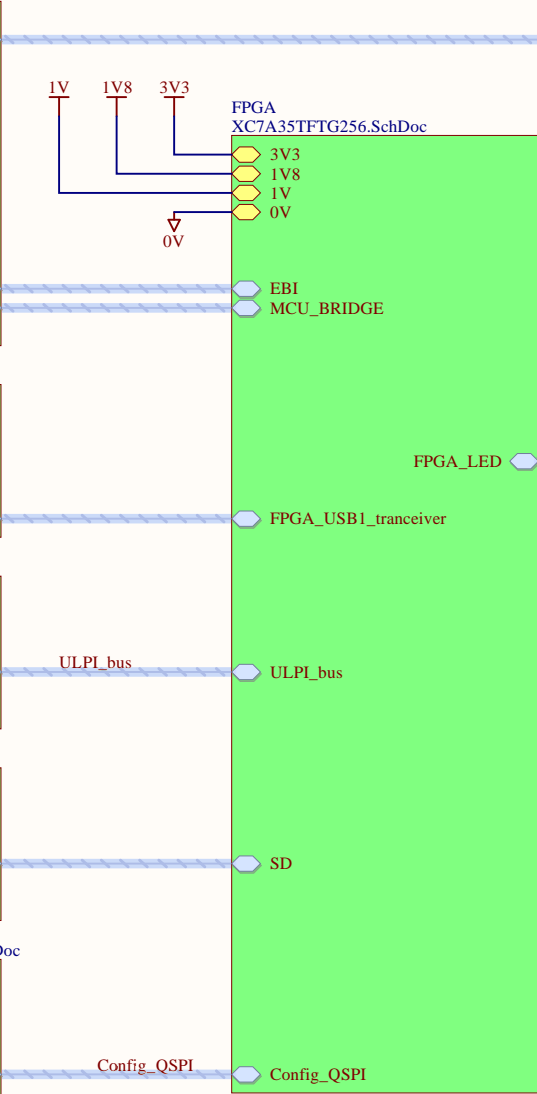 1V 1V8 3V3
FPGA
XC7A35TFTG256.SchDoc
3V3
1V8
1V
0V
0V
EBI
MCU_BRIDGE
FPGA_LED
FPGA_USB1_tranceiver
ULPI_bus
ULPI_bus
SD
Doc
Config_QSPI
Config_QSPI